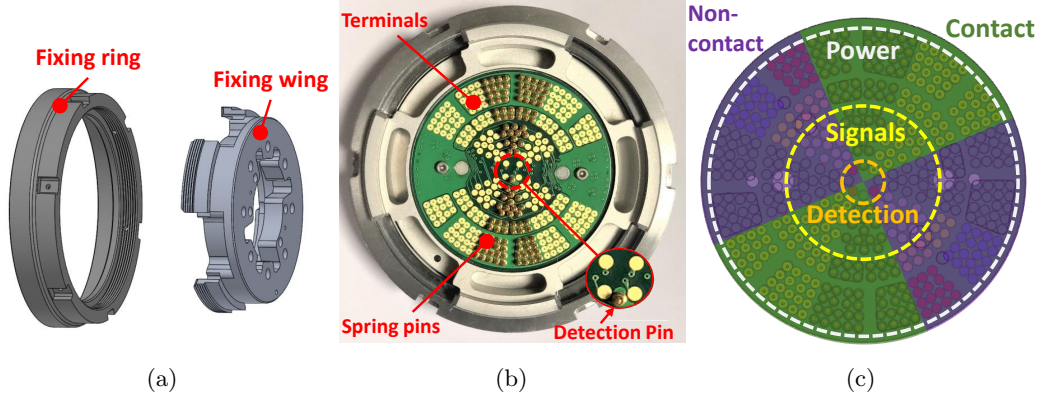 Fixing ring
Fixing wing
(a)
Terminals
Spring pins
Detection Pin
(b)
Non-
contact
Contact
Power
Signals
Detection
(c)